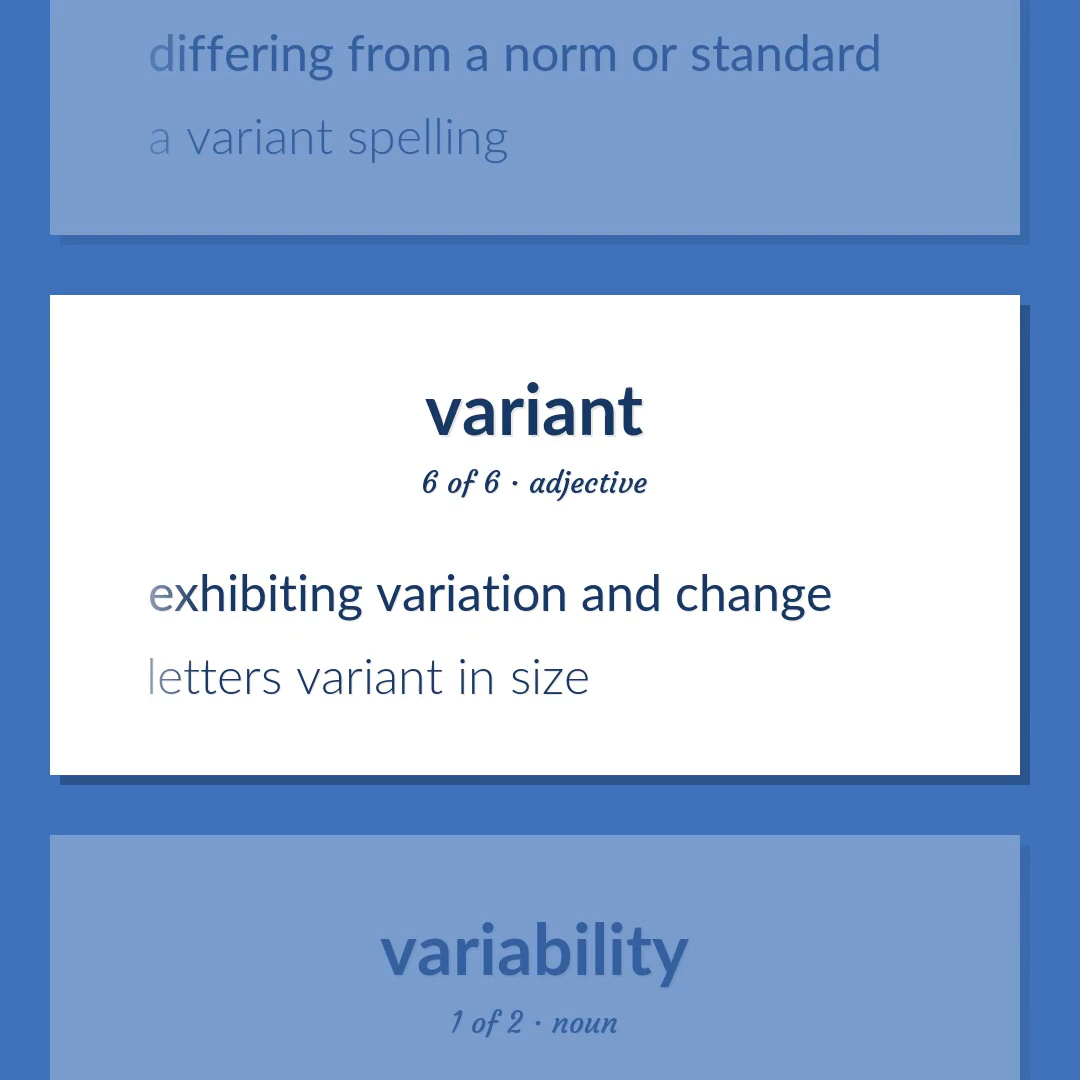 differing from a norm or standard
a variant spelling
variant
6 of 6 · adjective
exhibiting variation and change
letters variant in size
variability
1 of 2 · noun